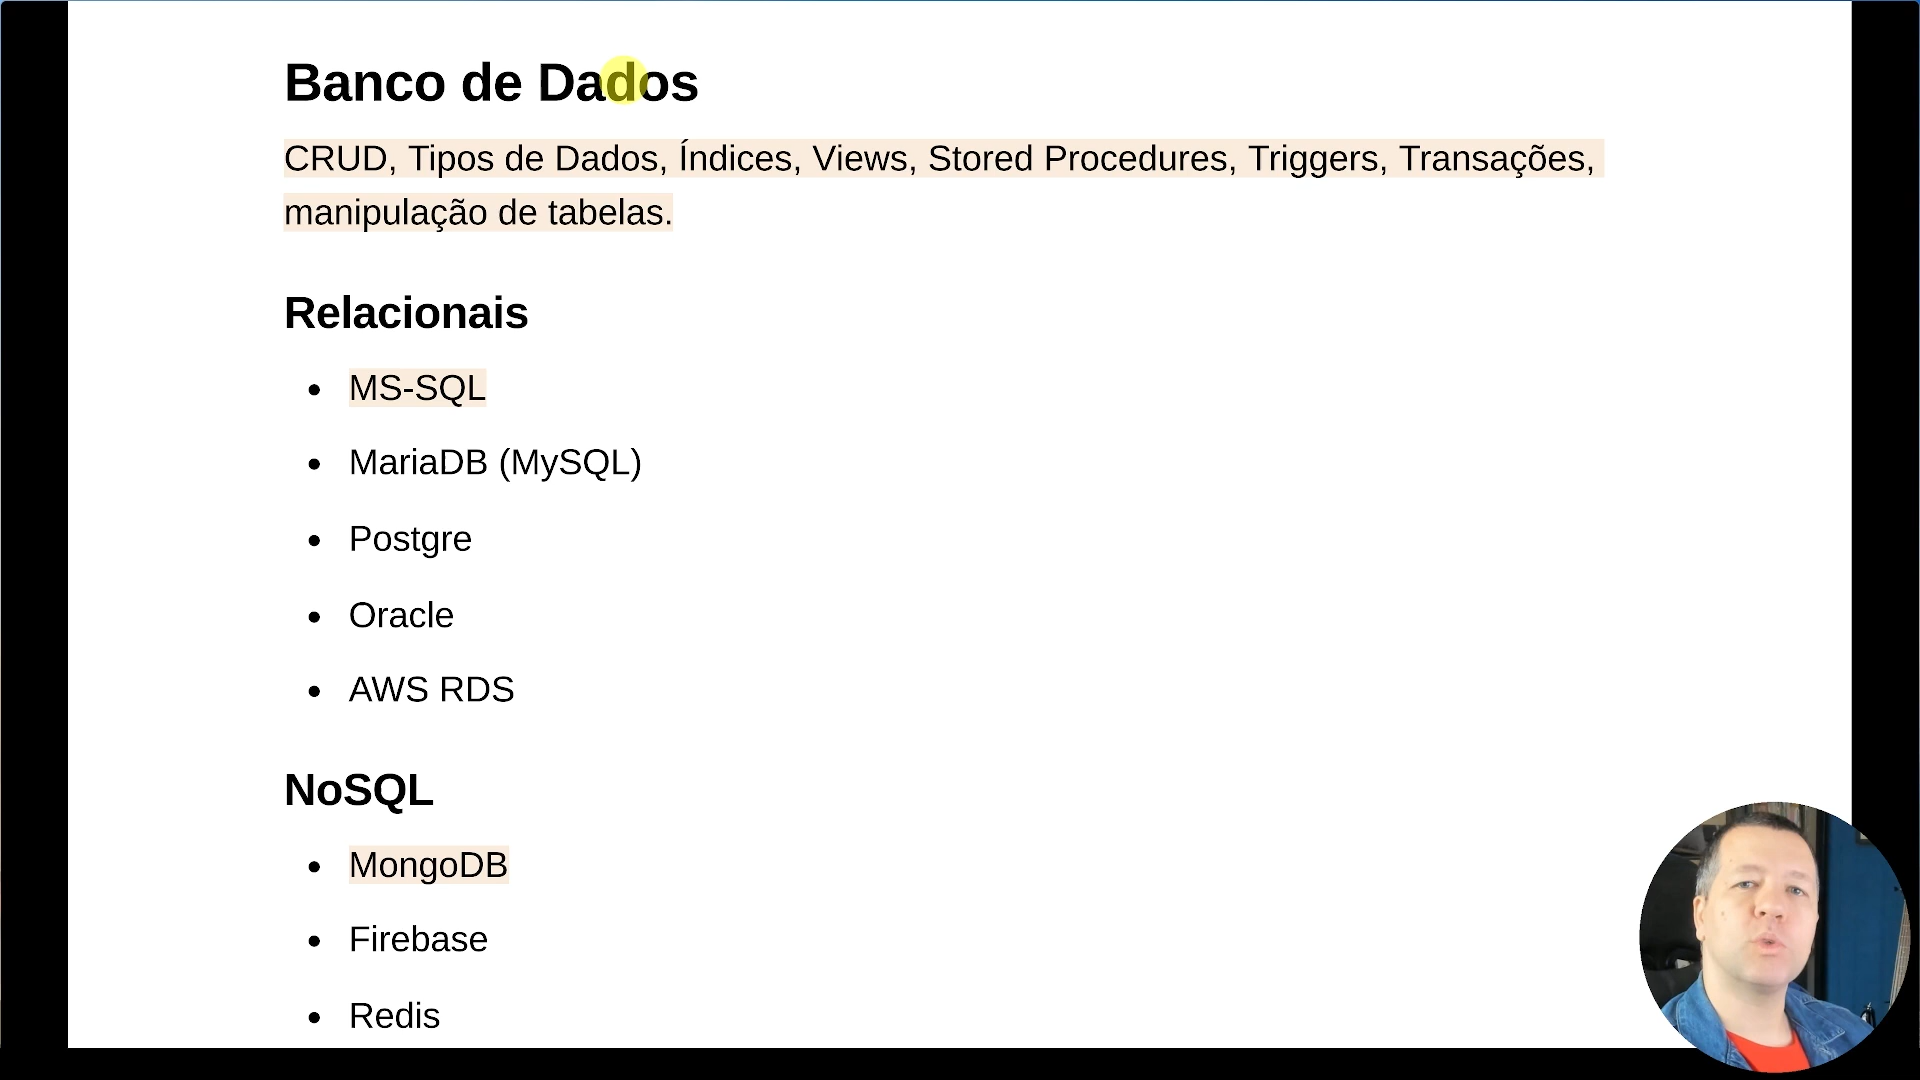 Banco de Dados
CRUD, Tipos de Dados, Índices, Views, Stored Procedures, Triggers, Transações,
manipulação de tabelas.
Relacionais
• MS-SQL
• MariaDB (MySQL)
• Postgre
• Oracle
• AWS RDS
NoSQL
• MongoDB
• Firebase
• Redis